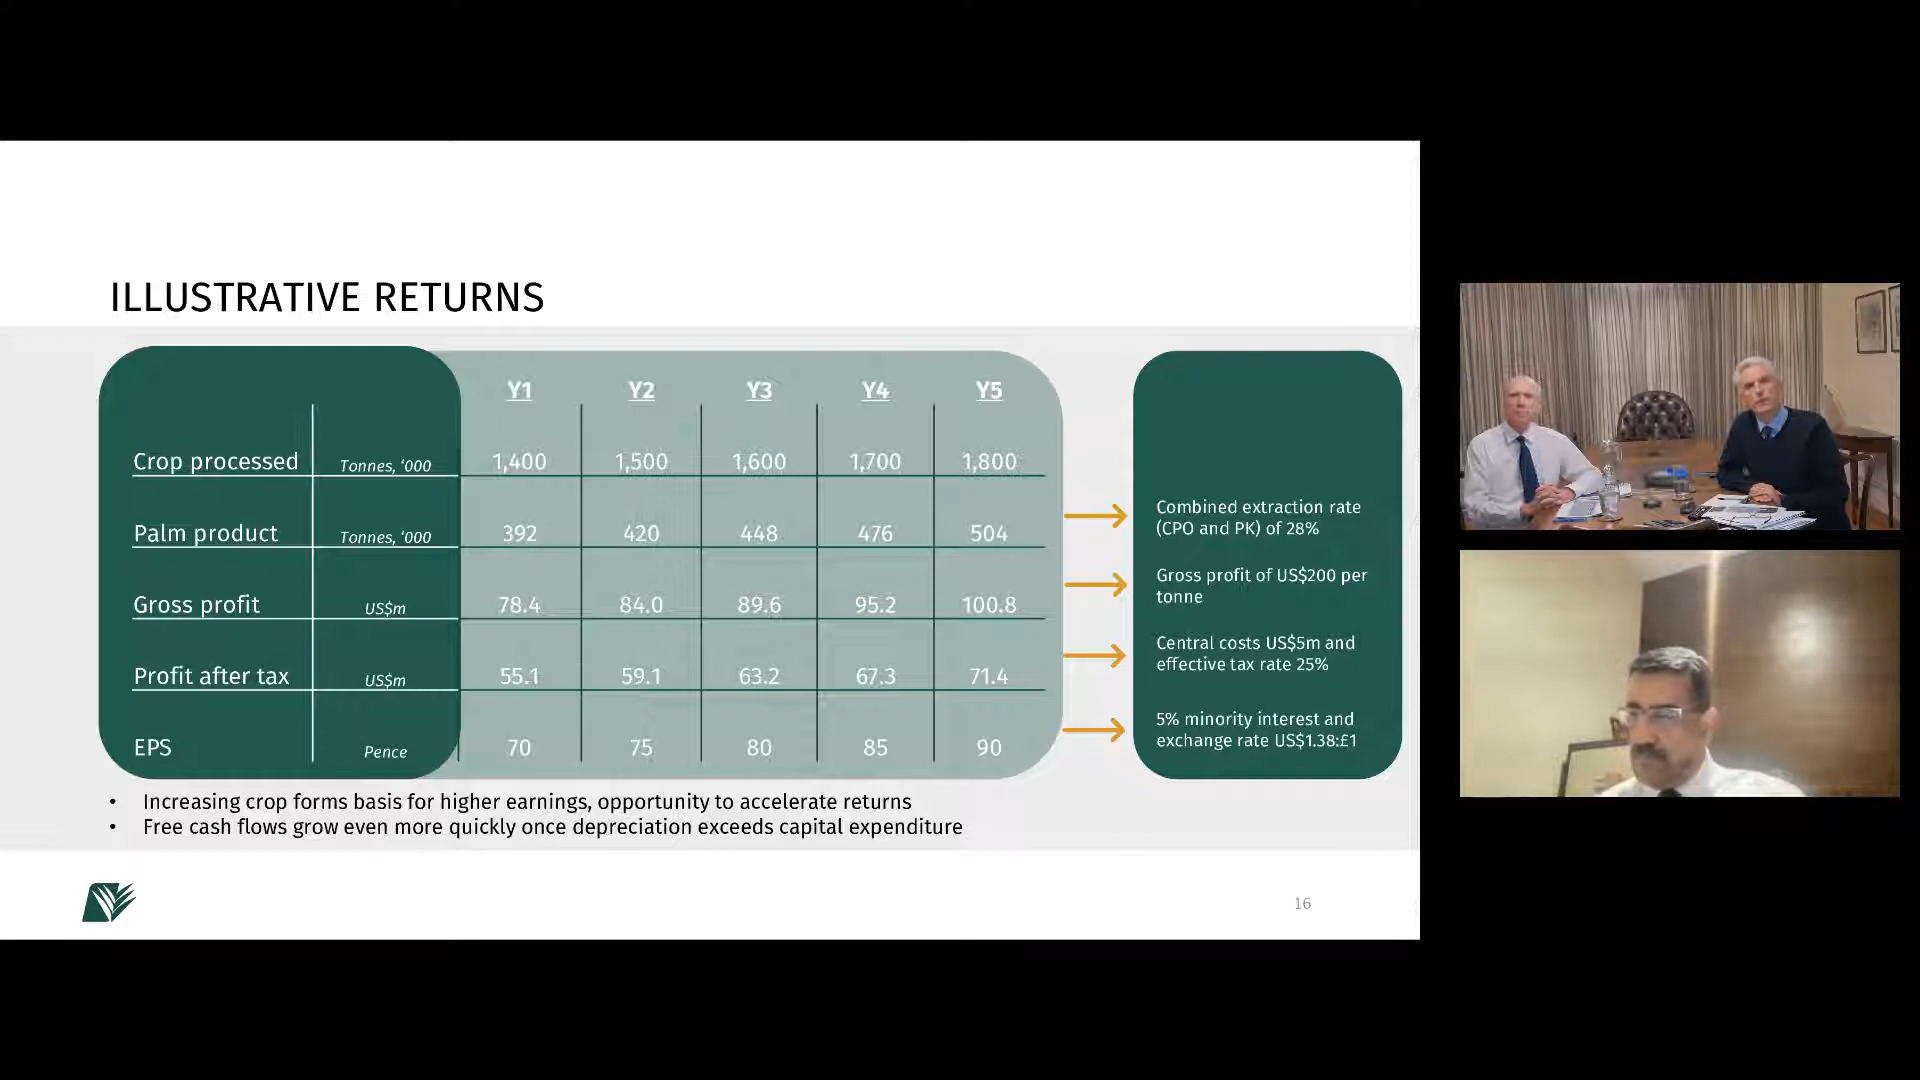 ILLUSTRATIVE RETURNS
Y1 Y2 Y3 Y4 Y5
Crop processed Tonnes, ‘000 1,400 1,500 1,600 1,700 1,800
Palm product Tonnes, ‘000 392 420 448 476 504
Gross profit US$m 78.4 84.0 89.6 95.2 100.8
Profit after tax US$m 55.1 59.1 63.2 67.3 71.4
EPS Pence 70 75 80 85 90
Combined extraction rate
(CPO and PK) of 28%
Gross profit of US$200 per
tonne
Central costs US$5m and
effective tax rate 25%
5% minority interest and
exchange rate US$1.38:£1
• Increasing crop forms basis for higher earnings, opportunity to accelerate returns
• Free cash flows grow even more quickly once depreciation exceeds capital expenditure
16